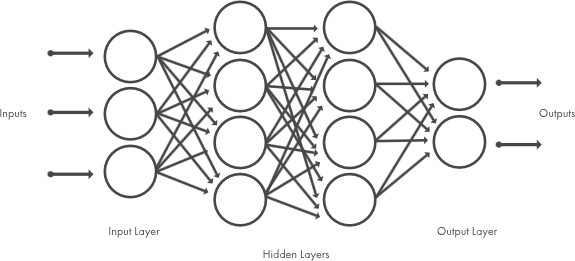 Inputs
Outputs
Input Layer
Output Layer
Hidden Layers